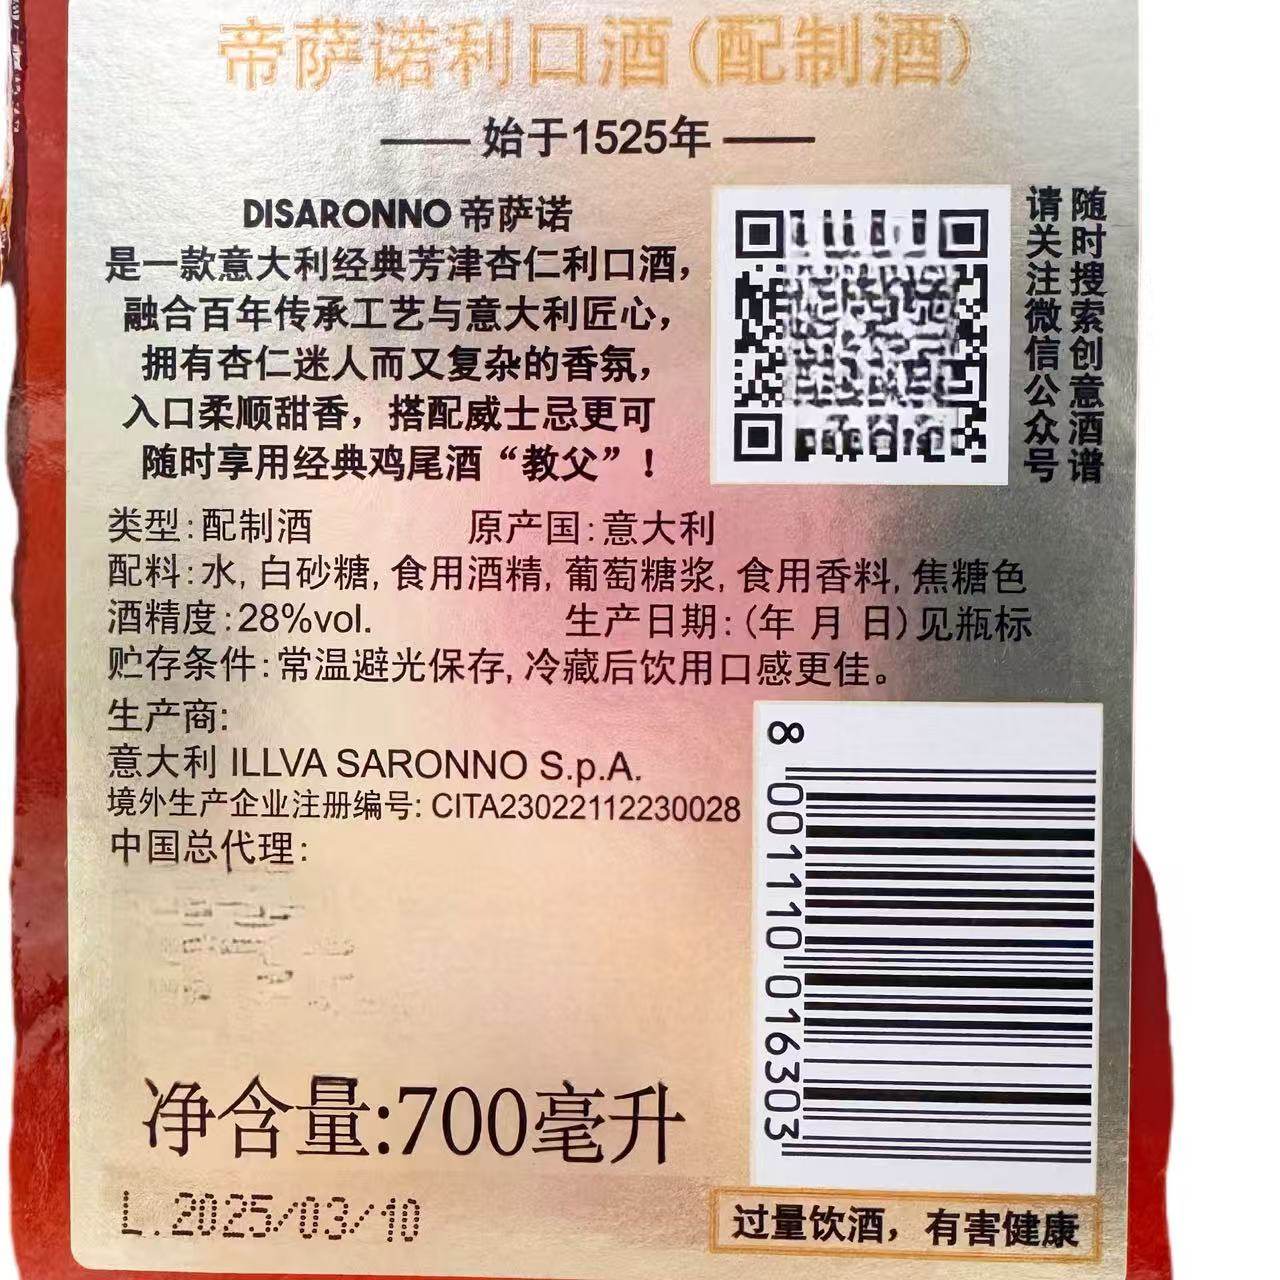 帝萨诺利口酒(配制酒)
始于1525年
DISARONNO 帝萨诺
是一款意大利经典芳津杏仁利口酒，
融合百年传承工艺与意大利匠心，
拥有杏仁迷人而又复杂的香氛，
入口柔顺甜香，搭配威士忌更可
随时享用经典鸡尾酒“教父”！
随时搜索创意酒谱
请关注微信公众号
类型:配制酒 原产国:意大利
配料:水,白砂糖,食用酒精,葡萄糖浆,食用香料,焦糖色
酒精度:28%vol. 生产日期:(年 月 日)见瓶标
贮存条件:常温避光保存,冷藏后饮用口感更佳。
生产商:
意大利 ILLVA SARONNO S.p.A.
境外生产企业注册编号: CITA23022112230028
中国总代理:
8 001110 016303
净含量:700毫升
L.2025/03/10
过量饮酒，有害健康